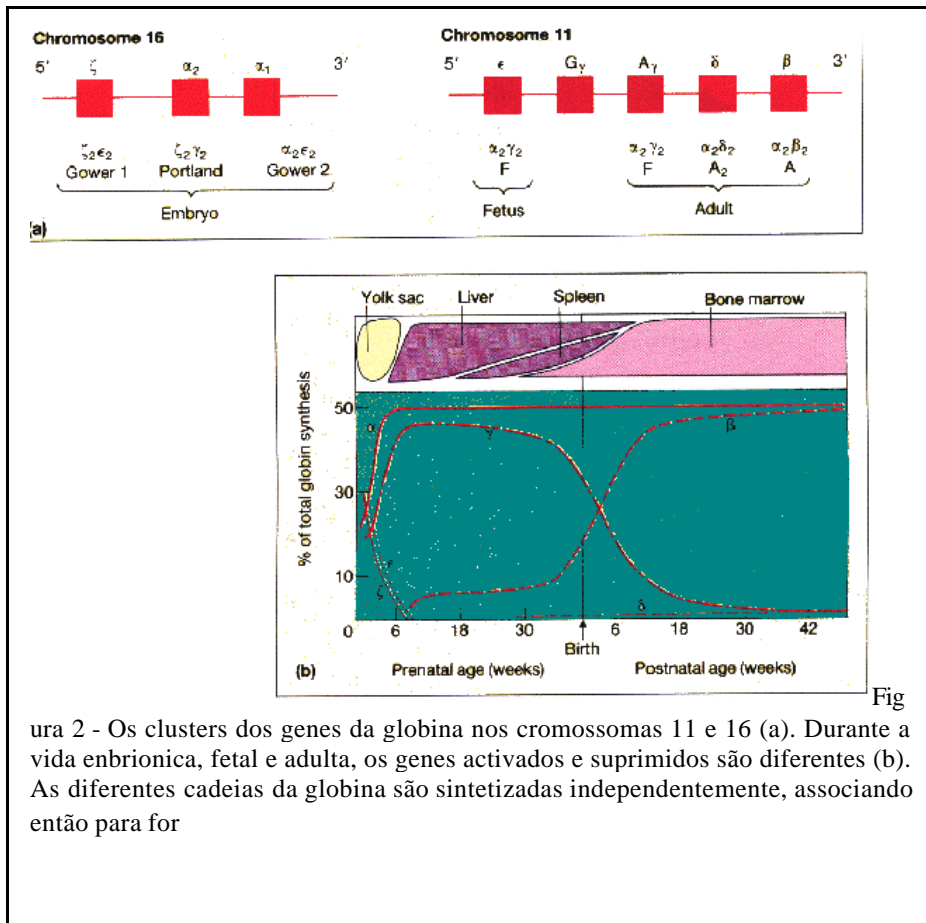 Chromosome 16
5' ζ α2 α1 3'
ζ2ϵ2 ζ2γ2 α2ϵ2
Gower 1 Portland Gower 2
Embryo
(a)
Chromosome 11
5' ϵ Gγ Aγ δ β 3'
α2γ2 α2γ2 α2δ2 α2β2
F F A2 A
Fetus Adult
Yolk sac Liver Spleen Bone marrow
% of total globin synthesis
50
30
10
α γ β
ζ δ
0 6 18 30 6 18 30 42
Birth
(b) Prenatal age (weeks) Postnatal age (weeks)
Fig
ura 2 - Os clusters dos genes da globina nos cromossomas 11 e 16 (a). Durante a
vida enbrionica, fetal e adulta, os genes activados e suprimidos são diferentes (b).
As diferentes cadeias da globina são sintetizadas independentemente, associando
então para for